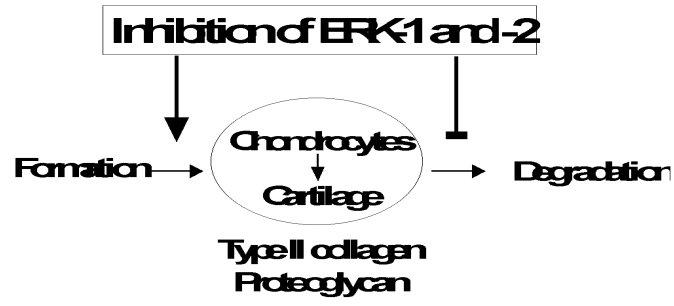 Inhibition of ERK-1 and -2
Chondrocytes
Formation
Degradation
Cartilage
Type II collagen
Proteoglycan